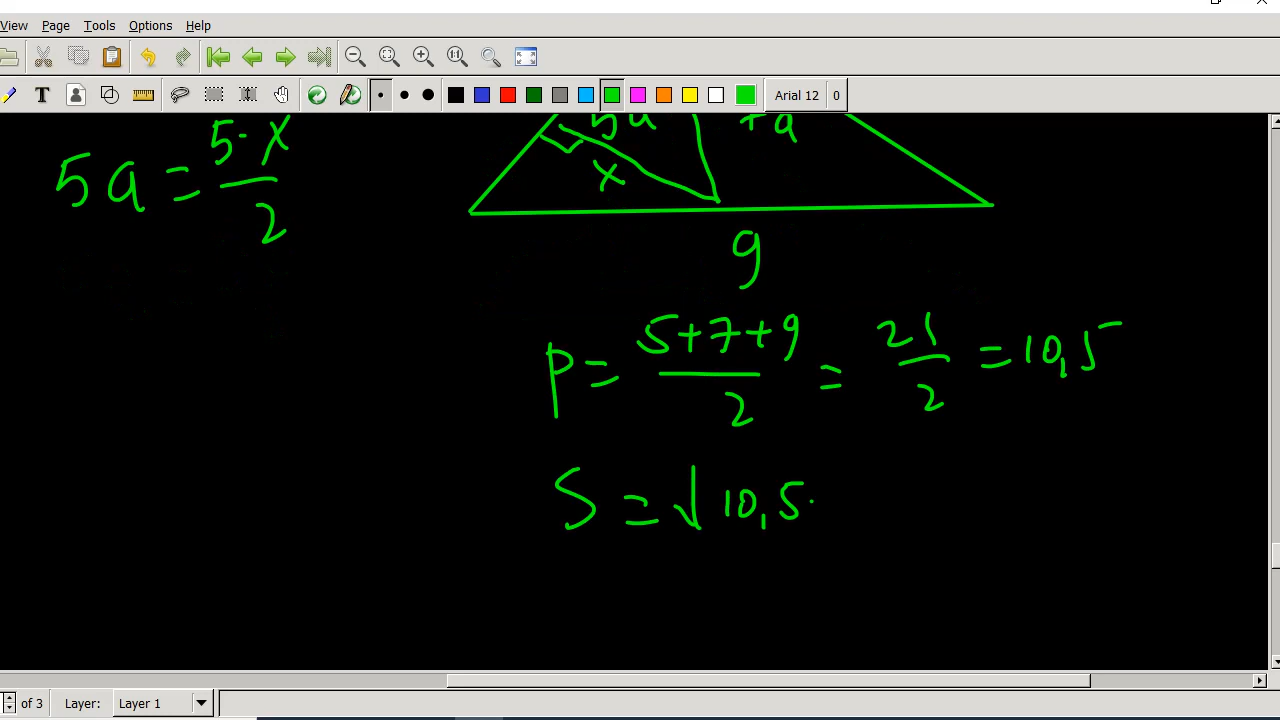 View Page Tools Options Help
Arial 12 0
5a
7a
5a = 5·x/2
x
9
p = 5+7+9/2 = 21/2 = 10,5
S = √10,5·
of 3 Layer: Layer 1